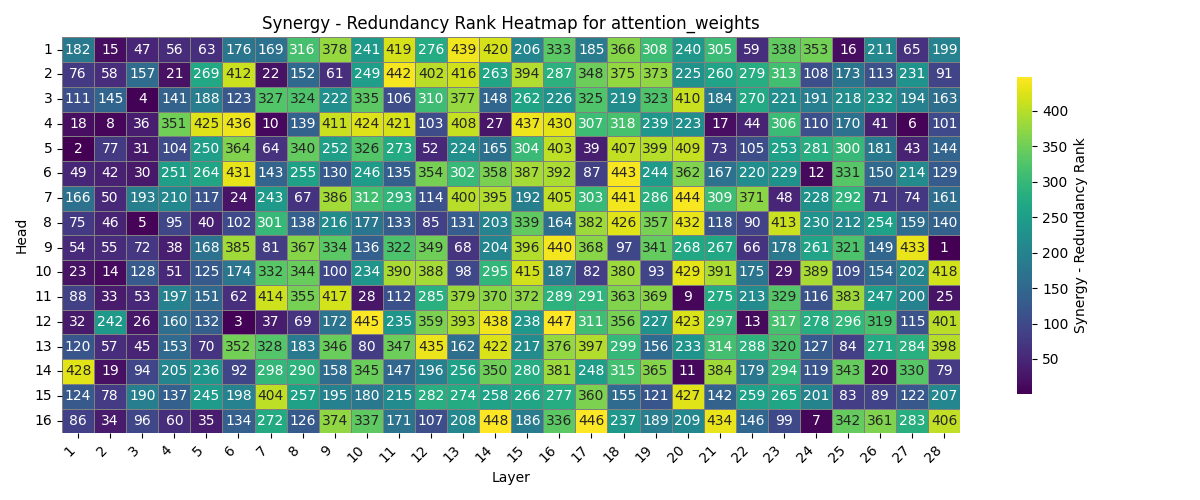 Synergy - Redundancy Rank Heatmap for attention_weights
1 182 15 47 56 63 176 169 316 378 241 419 276 439 420 206 333 185 366 308 240 305 59 338 353 16 211 65 199
2 76 58 157 21 269 412 22 152 61 249 442 402 416 263 394 287 348 375 373 225 260 279 313 108 173 113 231 91
3 111 145 4 141 188 123 327 324 222 335 106 310 377 148 262 226 325 219 323 410 184 270 221 191 218 232 194 163
4 18 8 36 351 425 436 10 139 411 424 421 103 408 27 437 430 307 318 239 223 17 44 306 110 170 41 6 101
5 2 77 31 104 250 364 64 340 252 326 273 52 224 165 304 403 39 407 399 409 73 105 253 281 300 181 43 144
6 49 42 30 251 264 431 143 255 130 246 135 354 302 358 387 392 87 443 244 362 167 220 229 12 331 150 214 129
7 166 50 193 210 116 24 243 67 386 312 293 114 400 395 192 405 303 441 286 444 309 371 48 228 292 71 74 161
8 75 46 5 95 40 102 301 138 216 177 133 85 131 203 339 164 382 426 357 432 118 90 413 230 212 254 159 140
9 54 55 72 38 168 385 81 367 334 136 322 349 68 204 396 440 368 97 341 268 267 66 178 261 321 149 433 1
10 23 14 128 51 125 174 332 344 100 234 390 388 98 295 415 187 82 380 93 429 391 175 29 389 109 154 202 418
11 88 33 53 197 151 62 414 355 417 28 112 285 379 370 372 289 291 363 369 9 275 213 329 116 383 247 200 25
12 32 242 26 160 132 3 37 69 172 445 235 359 393 438 238 447 311 356 227 423 297 13 317 278 296 319 115 401
13 120 57 45 153 70 352 328 183 346 80 347 435 162 422 217 376 397 299 156 233 314 288 320 127 84 271 284 398
14 428 19 94 205 236 92 298 290 158 345 147 196 256 350 280 381 248 315 365 11 384 179 294 119 343 20 330 79
15 124 78 190 137 245 198 404 257 195 180 215 282 274 258 266 277 360 155 121 427 142 259 265 201 83 89 122 207
16 86 34 96 60 35 134 272 126 374 337 171 107 208 448 186 336 446 237 189 209 434 146 99 7 342 361 283 406
1 2 3 4 5 6 7 8 9 10 11 12 13 14 15 16 17 18 19 20 21 22 23 24 25 26 27 28
Layer
Head
400
350
300
250
200
150
100
50
Synergy - Redundancy Rank